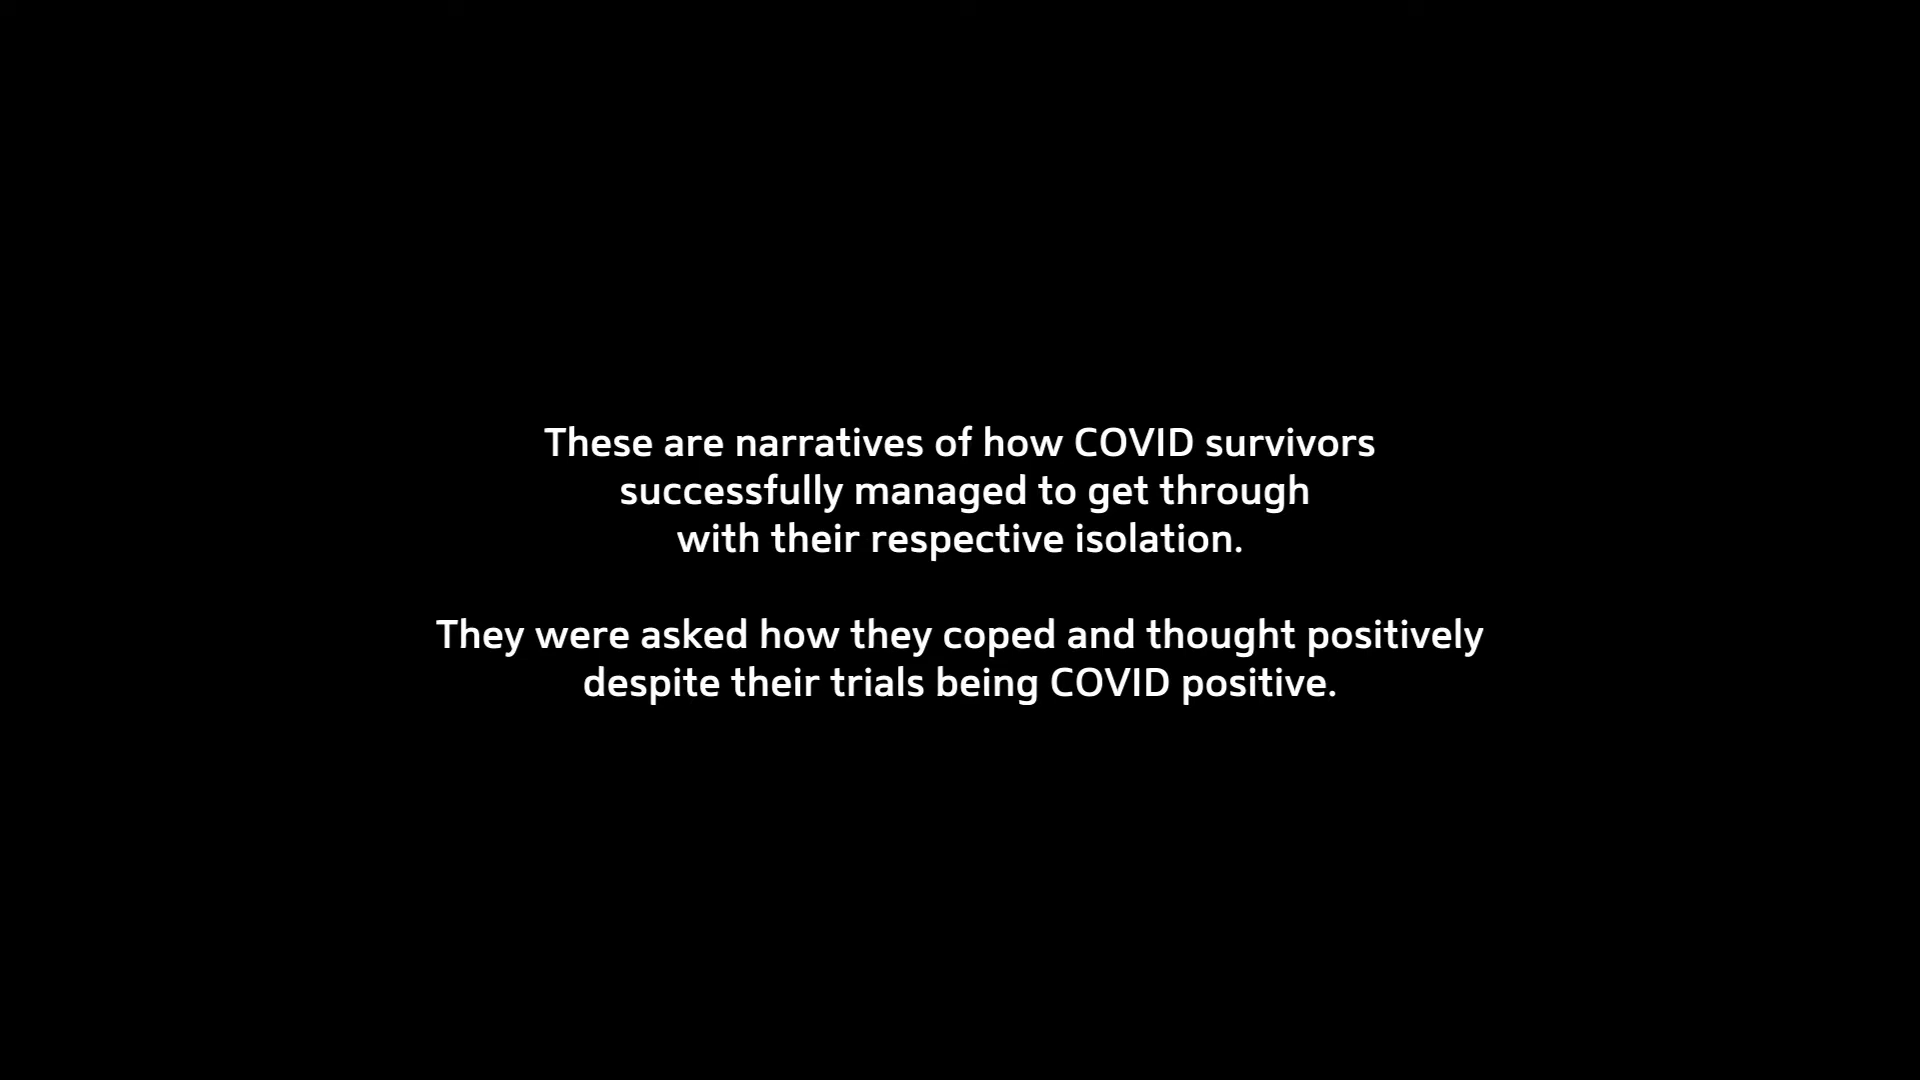 These are narratives of how COVID survivors
successfully managed to get through
with their respective isolation.
They were asked how they coped and thought positively
despite their trials being COVID positive.